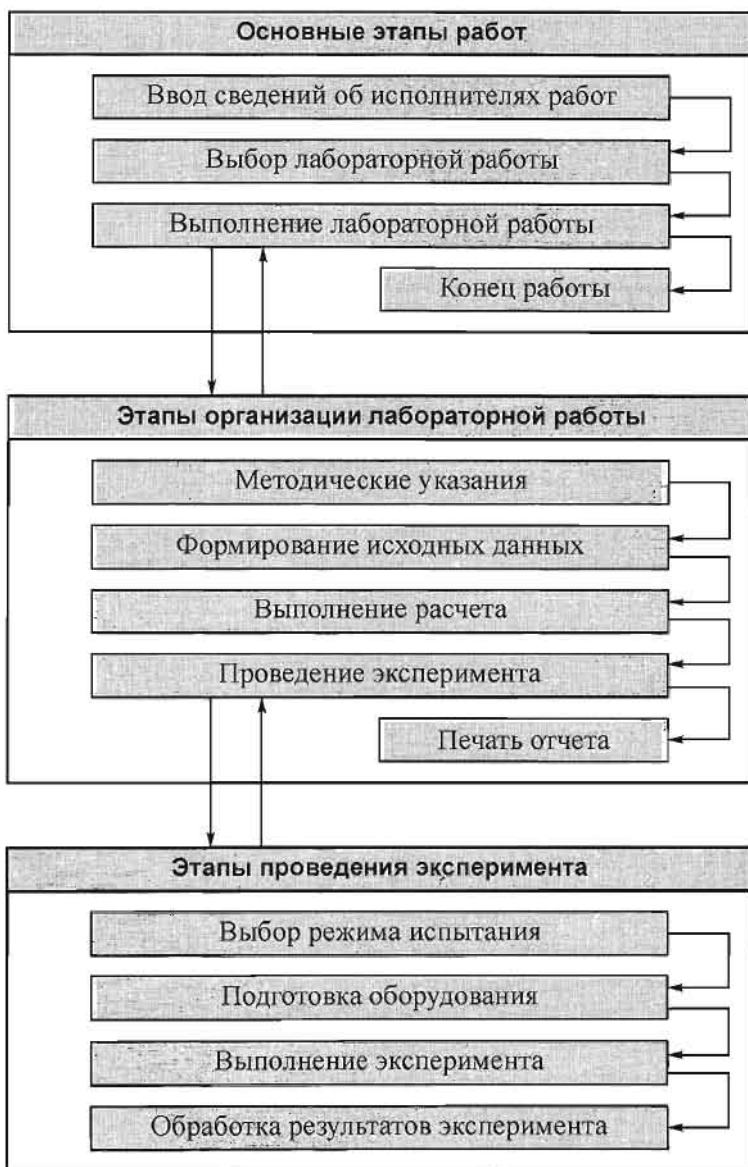 Основные этапы работ
Ввод сведений об исполнителях работ
Выбор лабораторной работы
Выполнение лабораторной работы
Конец работы
Этапы организации лабораторной работы
Методические указания
Формирование исходных данных
Выполнение расчета
Проведение эксперимента
Печать отчета
Этапы проведения эксперимента
Выбор режима испытания
Подготовка оборудования
Выполнение эксперимента
Обработка результатов эксперимента